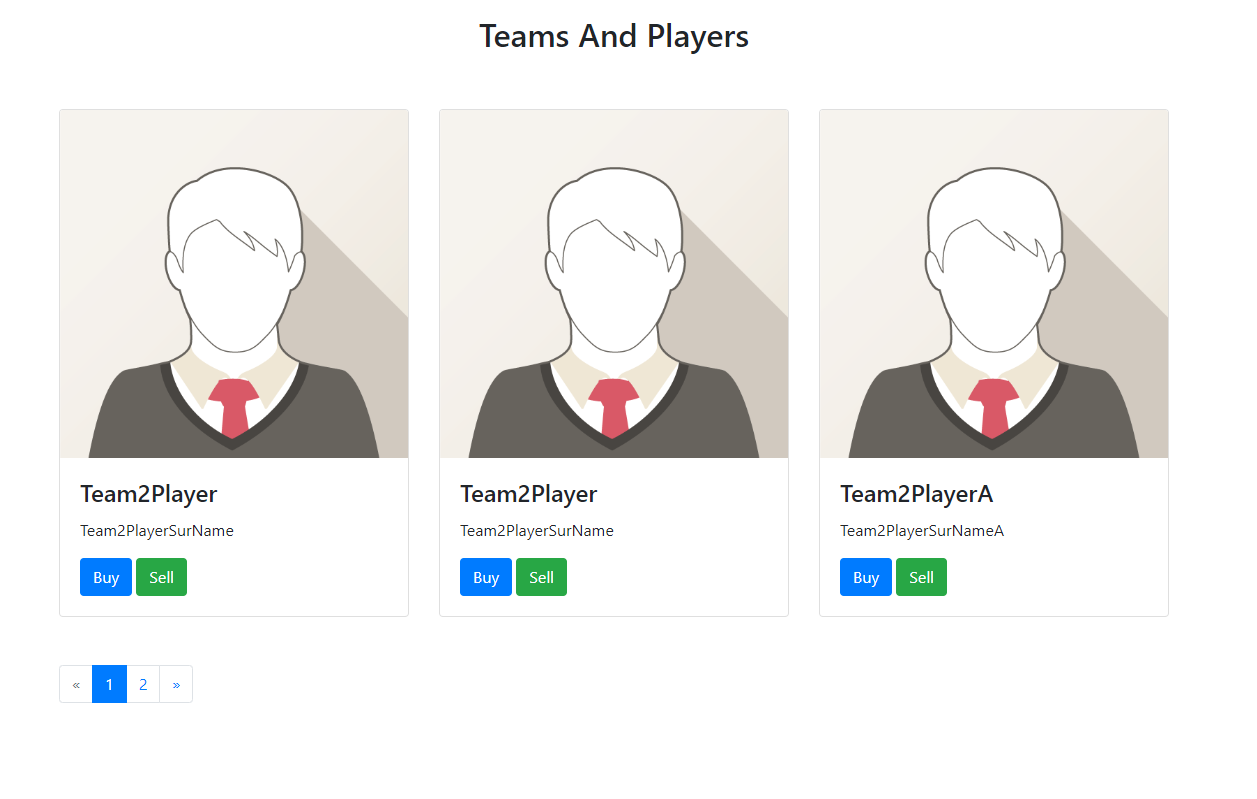 Teams And Players
Team2Player
Team2PlayerSurName
Buy Sell
Team2Player
Team2PlayerSurName
Buy Sell
Team2PlayerA
Team2PlayerSurNameA
Buy Sell
« 1 2 »